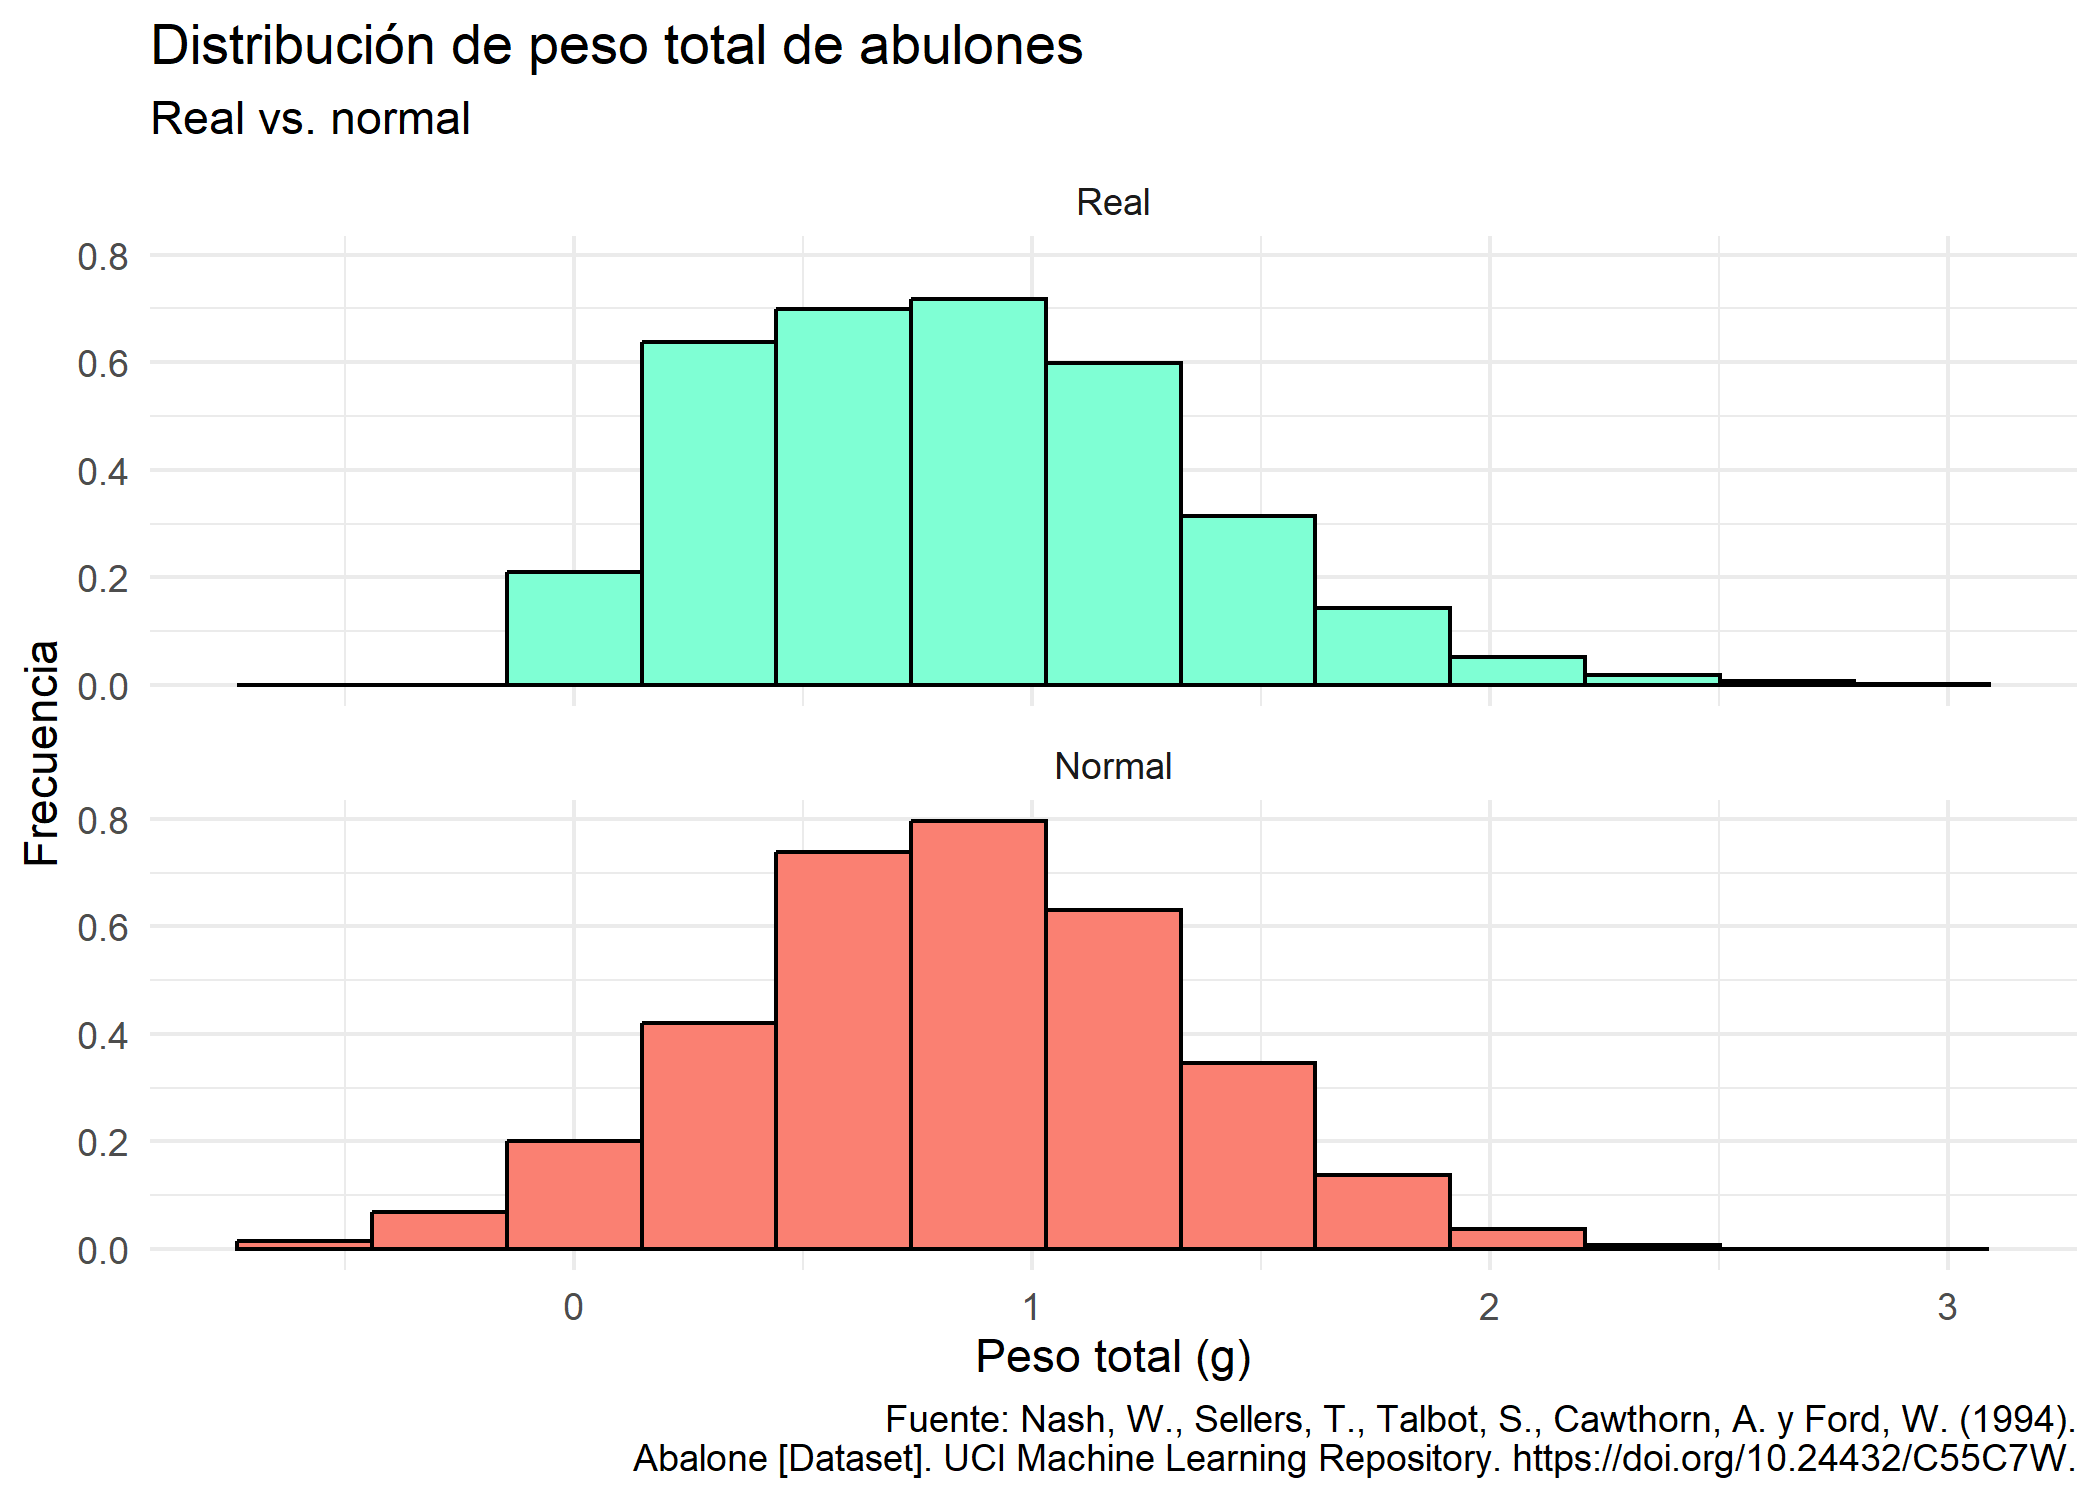 Distribución de peso total de abulones
Real vs. normal
Real
0.8
0.6
0.4
0.2
0.0
Frecuencia
Normal
0.8
0.6
0.4
0.2
0.0
0 1 2 3
Peso total (g)
Fuente: Nash, W., Sellers, T., Talbot, S., Cawthorn, A. y Ford, W. (1994).
Abalone [Dataset]. UCI Machine Learning Repository. https://doi.org/10.24432/C55C7W.